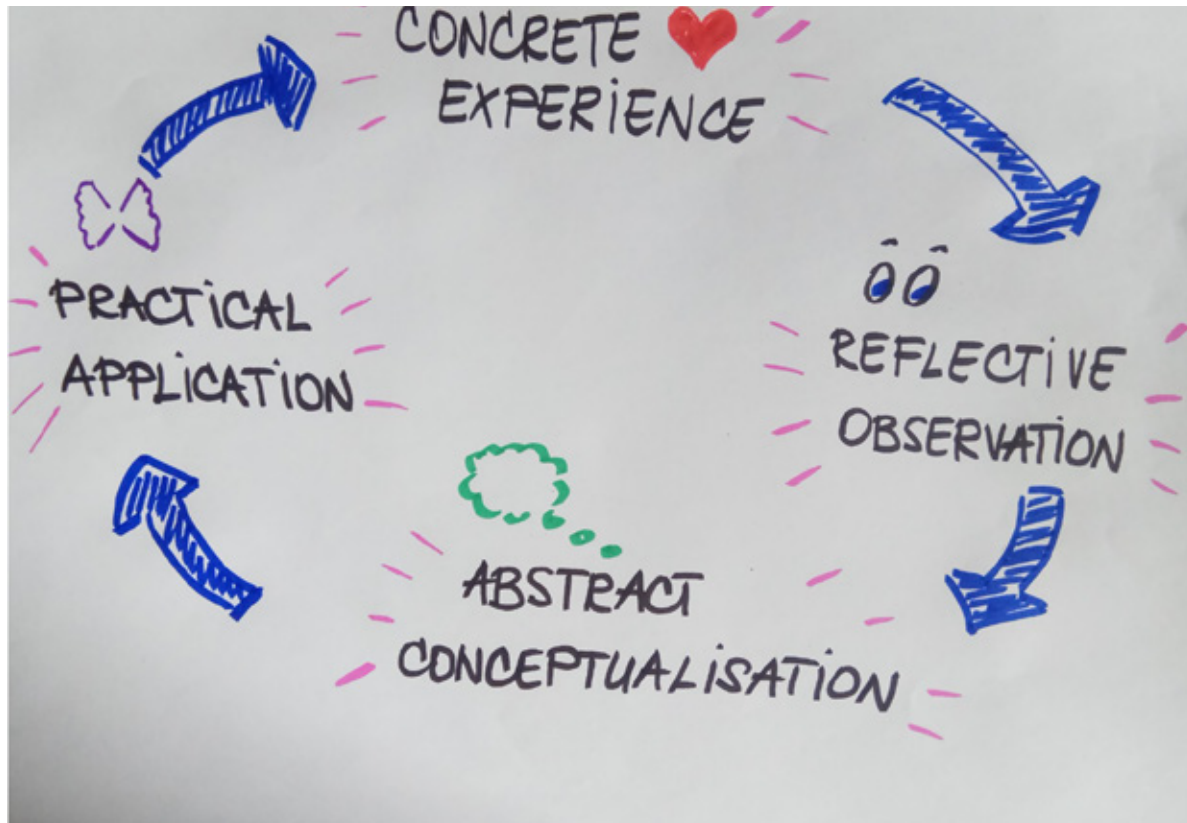 CONCRETE
EXPERIENCE
REFLECTIVE
OBSERVATION
ABSTRACT
CONCEPTUALISATION
PRACTICAL
APPLICATION